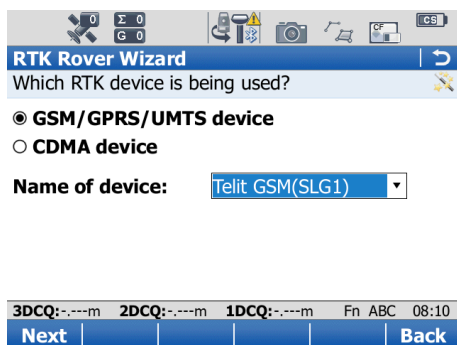 0 Σ 0
G 0
CF
CS
RTK Rover Wizard
Which RTK device is being used?
GSM/GPRS/UMTS device
CDMA device
Name of device: Telit GSM(SLG1)
3DCQ:-.---m 2DCQ:-.---m 1DCQ:-.---m Fn ABC 08:10
Next Back